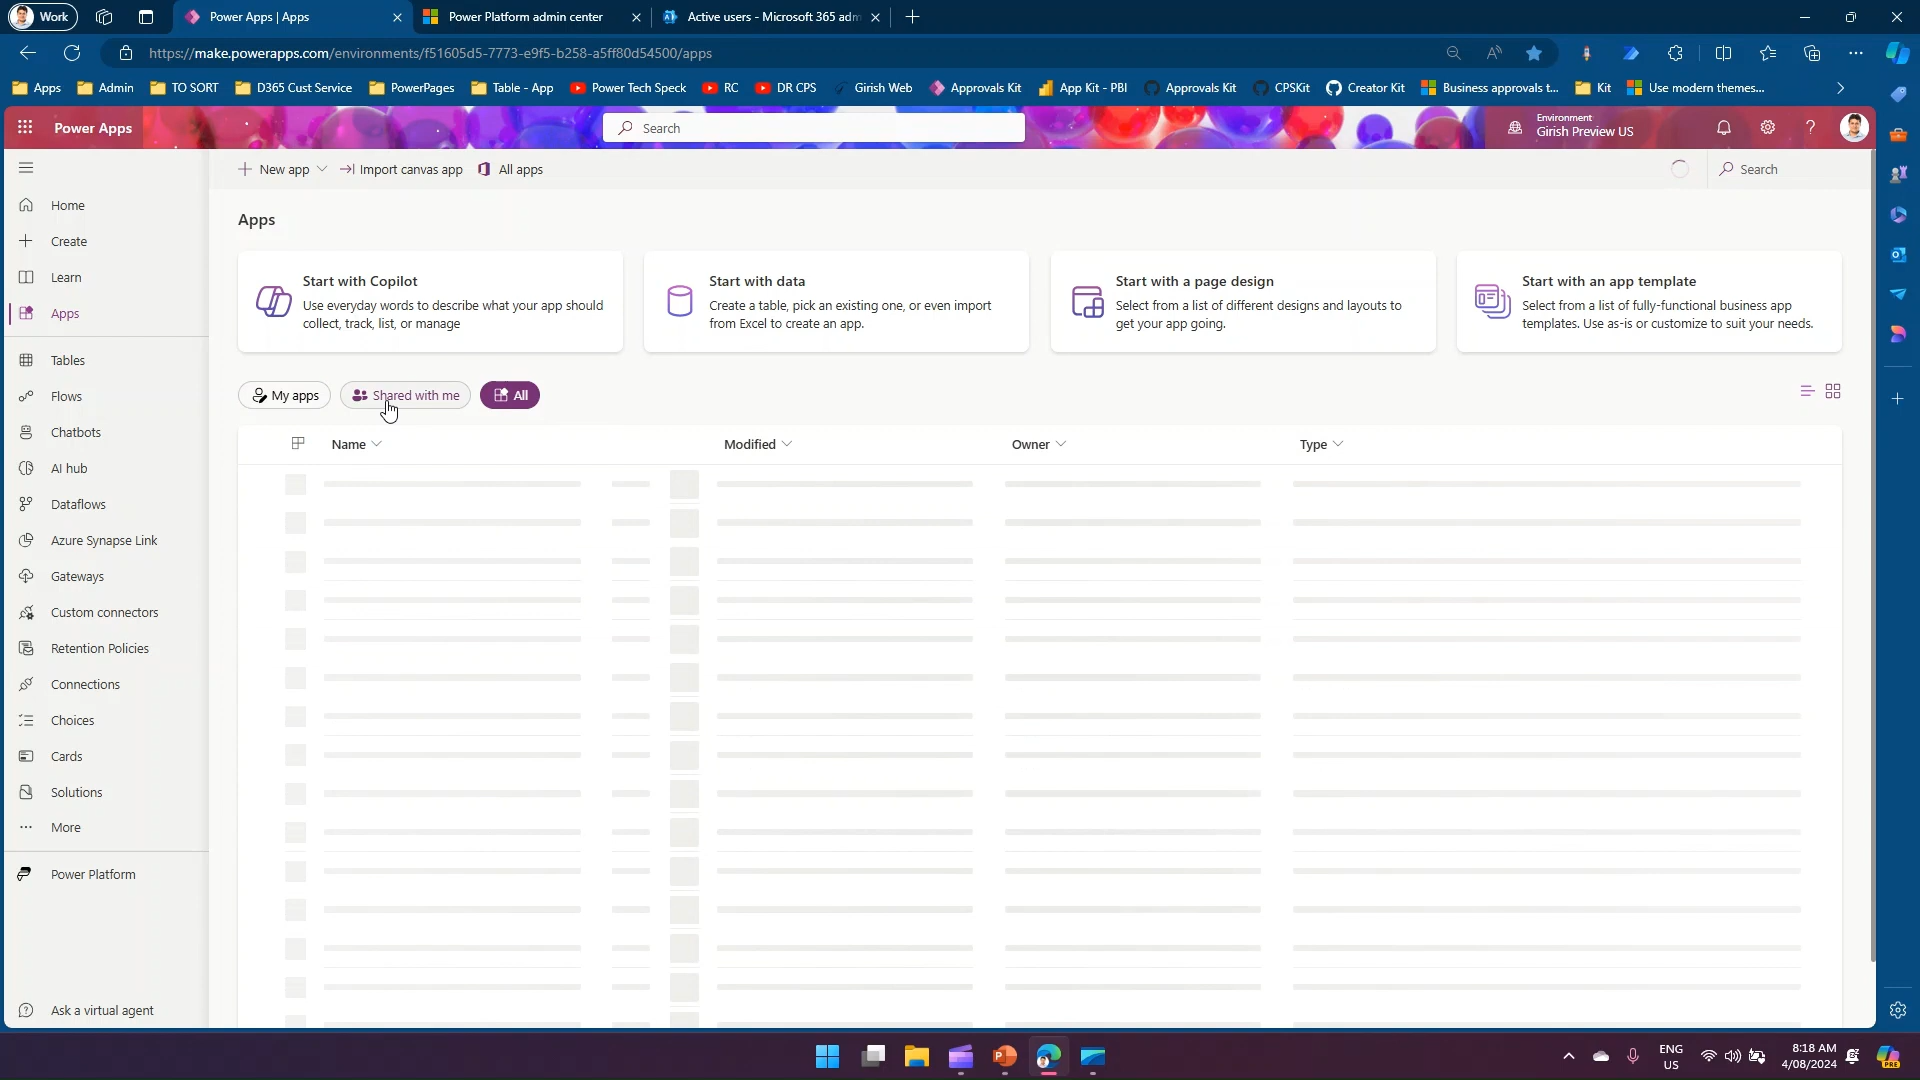 Work
Power Apps | Apps
Power Platform admin center
Active users - Microsoft 365 adm
https://make.powerapps.com/environments/f51605d5-7773-e9f5-b258-a5ff80d54500/apps
Apps
Admin
TO SORT
D365 Cust Service
PowerPages
Table - App
Power Tech Speck
RC
DR CPS
Girish Web
Approvals Kit
App Kit - PBI
Approvals Kit
CPSKit
Creator Kit
Business approvals t...
Kit
Use modern themes...
Power Apps
Search
Environment
Girish Preview US
New app
Import canvas app
All apps
Search
Home
Create
Learn
Apps
Tables
Flows
Chatbots
AI hub
Dataflows
Azure Synapse Link
Gateways
Custom connectors
Retention Policies
Connections
Choices
Cards
Solutions
More
Power Platform
Ask a virtual agent
Apps
Start with Copilot
Use everyday words to describe what your app should
collect, track, list, or manage
Start with data
Create a table, pick an existing one, or even import
from Excel to create an app.
Start with a page design
Select from a list of different designs and layouts to
get your app going.
Start with an app template
Select from a list of fully-functional business app
templates. Use as-is or customize to suit your needs.
My apps
Shared with me
All
Name
Modified
Owner
Type
ENG
US
8:18 AM
4/08/2024
PRE